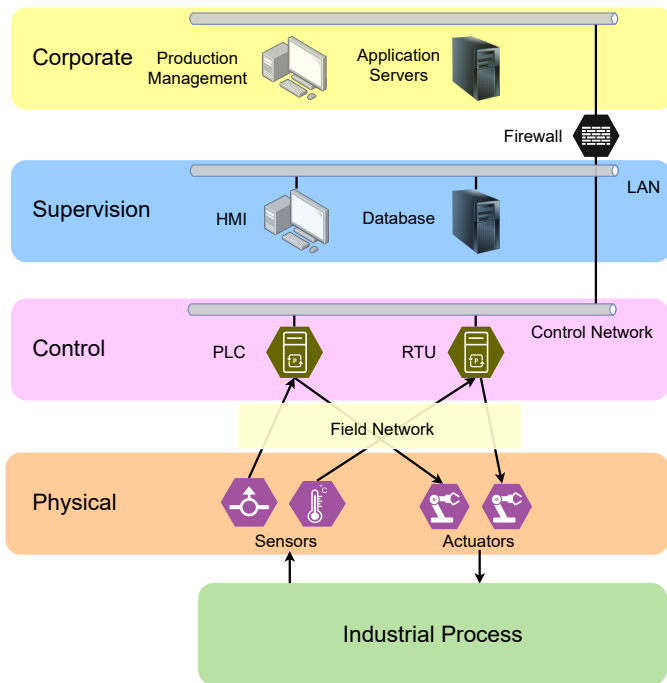 Corporate
Production
Management
Application
Servers
Firewall
LAN
Supervision
HMI
Database
Control Network
Control
PLC
RTU
Field Network
Physical
°C
Sensors
Actuators
Industrial Process